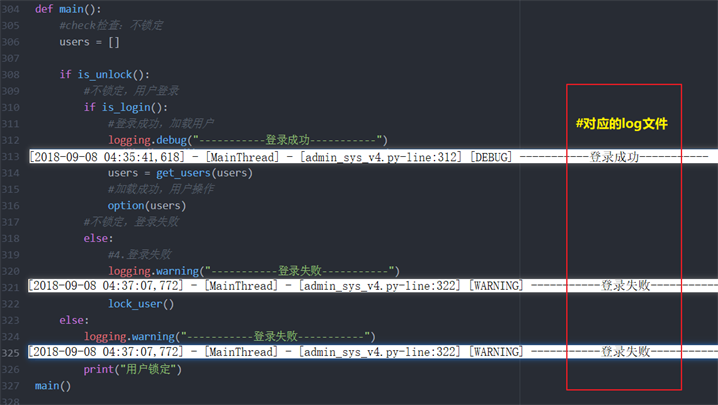 304 def main():
305 #check检查：不锁定
306 users = []
307
308 if is_unlock():
309 #不锁定，用户登录
310 if is_login():
311 #登录成功，加载用户
#对应的log文件
312 logging.debug("-----------登录成功-----------")
313 [2018-09-08 04:35:41,618] - [MainThread] - [admin_sys_v4.py-line:312] [DEBUG] -----------登录成功-----------
314 users = get_users(users)
315 #加载成功，用户操作
316 option(users)
317 #不锁定，登录失败
318 else:
319 #4.登录失败
320 logging.warning("-----------登录失败-----------")
321 [2018-09-08 04:37:07,772] - [MainThread] - [admin_sys_v4.py-line:322] [WARNING] -----------登录失败-----------
322 lock_user()
323 else:
324 logging.warning("-----------登录失败-----------")
325 [2018-09-08 04:37:07,772] - [MainThread] - [admin_sys_v4.py-line:322] [WARNING] -----------登录失败-----------
326 print("用户锁定")
327 main()
328